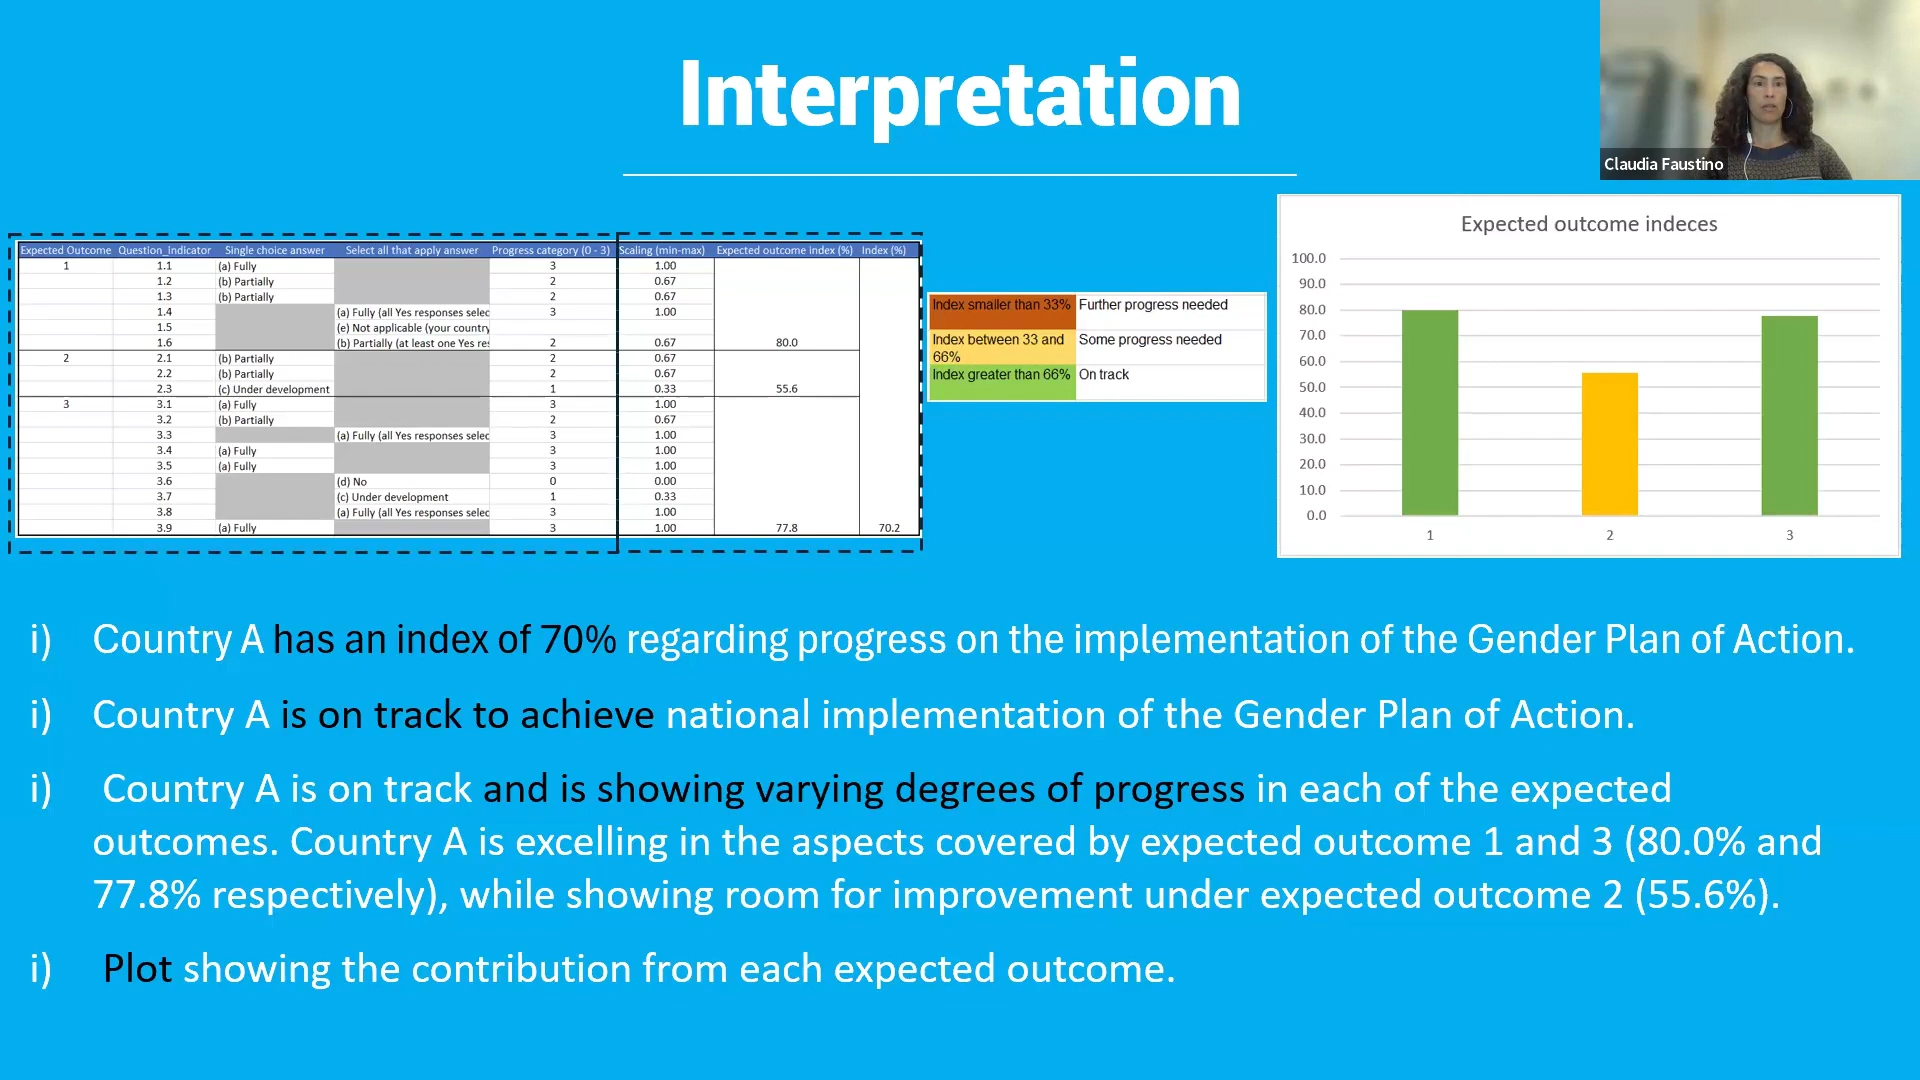 Interpretation
Claudia Faustino
Expected Outcome Question_Indicator Single choice answer Select all that apply answer Progress category (0 - 3) Scaling (min-max) Expected outcome index (%) Index (%)
1 1.1 (a) Fully 3 1.00
1.2 (b) Partially 2 0.67
1.3 (b) Partially 2 0.67
1.4 (a) Fully (all Yes responses selec 3 1.00
1.5 (e) Not applicable (your country
1.6 (b) Partially (at least one Yes re 2 0.67 80.0
2 2.1 (b) Partially 2 0.67
2.2 (b) Partially 2 0.67
2.3 (c) Under development 1 0.33 55.6
3 3.1 (a) Fully 3 1.00
3.2 (b) Partially 2 0.67
3.3 (a) Fully (all Yes responses selec 3 1.00
3.4 (a) Fully 3 1.00
3.5 (a) Fully 3 1.00
3.6 (d) No 0 0.00
3.7 (c) Under development 1 0.33
3.8 (a) Fully (all Yes responses selec 3 1.00
3.9 (a) Fully 3 1.00 77.8 70.2
Index smaller than 33% Further progress needed
Index between 33 and Some progress needed
66%
Index greater than 66% On track
Expected outcome indeces
100.0
90.0
80.0
70.0
60.0
50.0
40.0
30.0
20.0
10.0
0.0
1 2 3
i) Country A has an index of 70% regarding progress on the implementation of the Gender Plan of Action.
i) Country A is on track to achieve national implementation of the Gender Plan of Action.
i) Country A is on track and is showing varying degrees of progress in each of the expected
outcomes. Country A is excelling in the aspects covered by expected outcome 1 and 3 (80.0% and
77.8% respectively), while showing room for improvement under expected outcome 2 (55.6%).
i) Plot showing the contribution from each expected outcome.